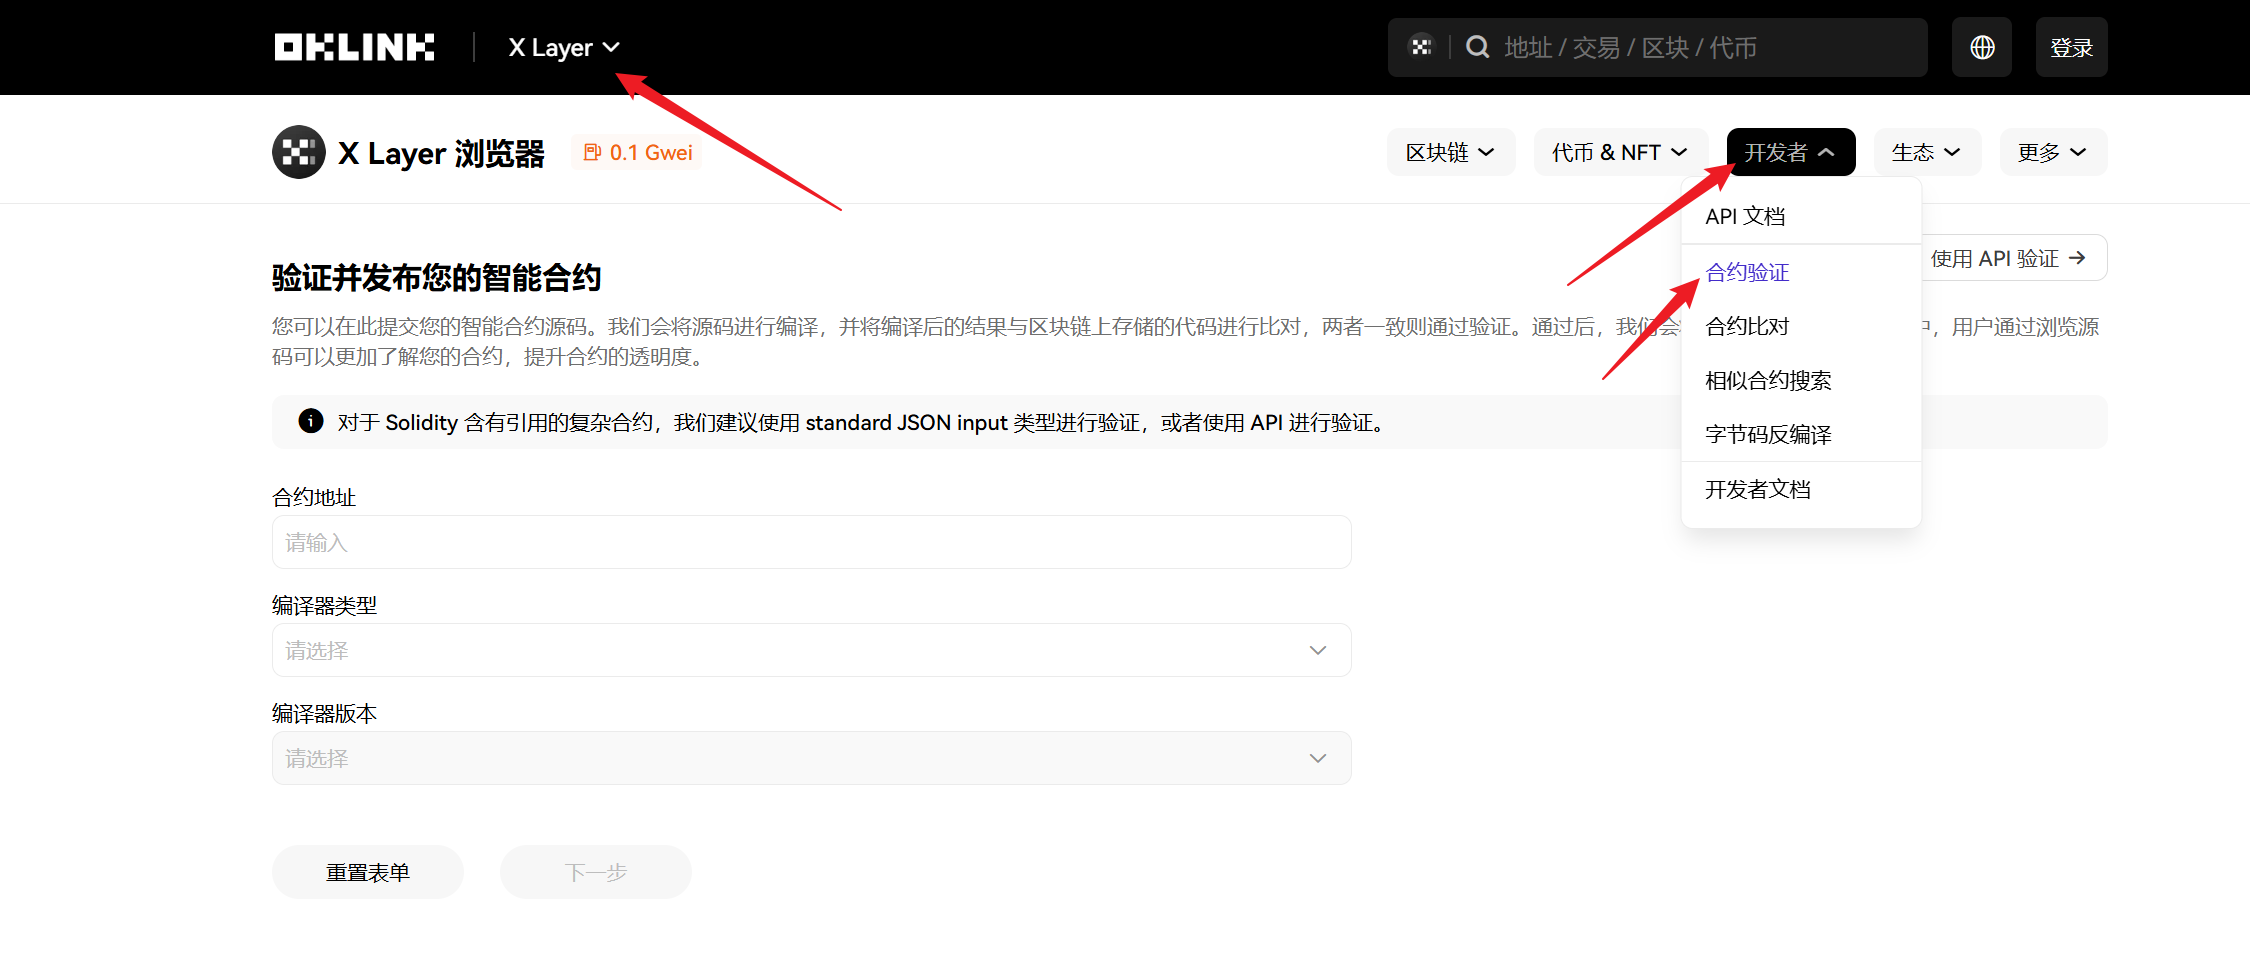 OKLINK
X Layer
地址 / 交易 / 区块 / 代币
登录
X Layer 浏览器
0.1 Gwei
区块链
代币 & NFT
开发者
生态
更多
API 文档
合约验证
合约比对
相似合约搜索
字节码反编译
开发者文档
使用 API 验证
验证并发布您的智能合约
您可以在此提交您的智能合约源码。我们会将源码进行编译，并将编译后的结果与区块链上存储的代码进行比对，两者一致则通过验证。通过后，我们会
，用户通过浏览源
码可以更加了解您的合约，提升合约的透明度。
对于 Solidity 含有引用的复杂合约，我们建议使用 standard JSON input 类型进行验证，或者使用 API 进行验证。
合约地址
请输入
编译器类型
请选择
编译器版本
请选择
重置表单
下一步